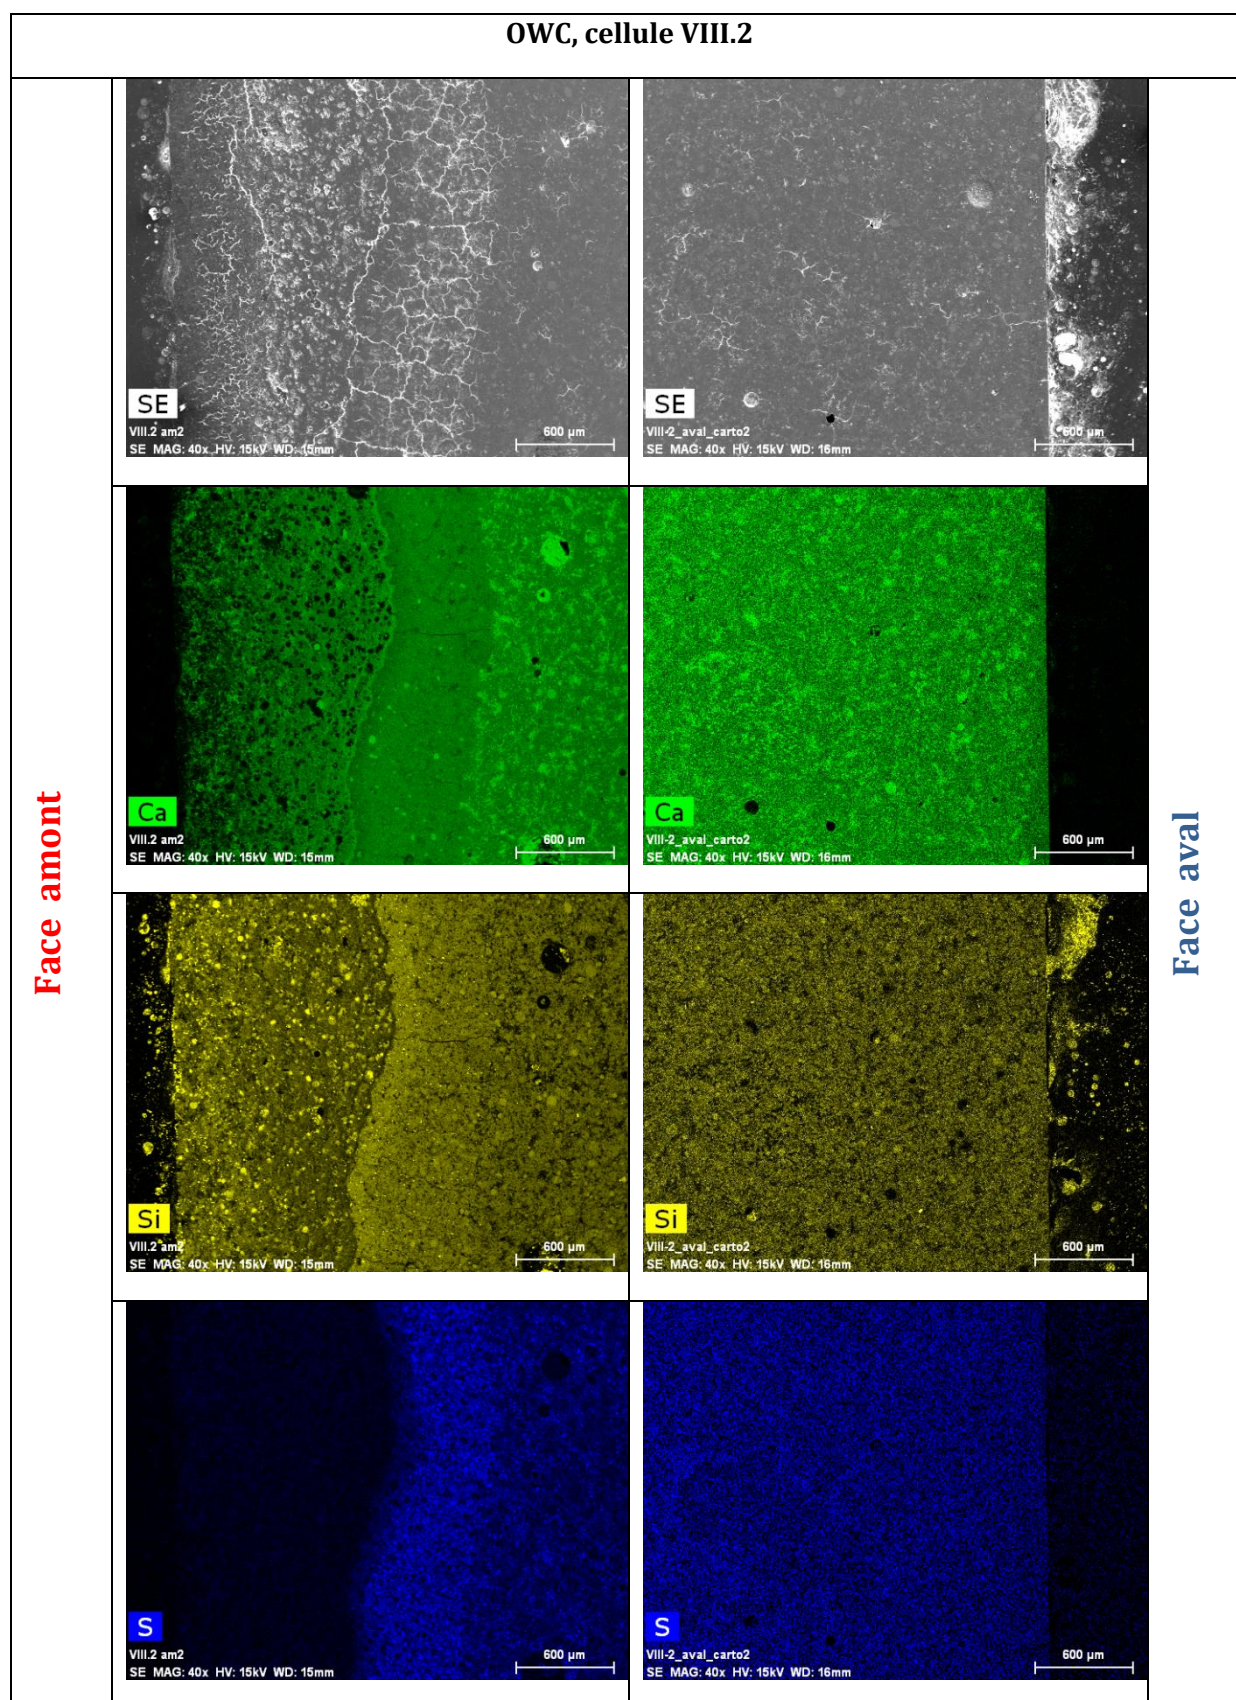 OWC, cellule VIII.2
Face amont
Face aval
SE
VIII.2 am2
SE MAG: 40x HV: 15kV WD: 15mm
600 µm
SE
VIII-2_aval_carto2
SE MAG: 40x HV: 15kV WD: 16mm
600 µm
Ca
VIII.2 am2
SE MAG: 40x HV: 15kV WD: 15mm
600 µm
Ca
VIII-2_aval_carto2
SE MAG: 40x HV: 15kV WD: 16mm
600 µm
Si
VIII.2 am2
SE MAG: 40x HV: 15kV WD: 15mm
600 µm
Si
VIII-2_aval_carto2
SE MAG: 40x HV: 15kV WD: 16mm
600 µm
S
VIII.2 am2
SE MAG: 40x HV: 15kV WD: 15mm
600 µm
S
VIII-2_aval_carto2
SE MAG: 40x HV: 15kV WD: 16mm
600 µm